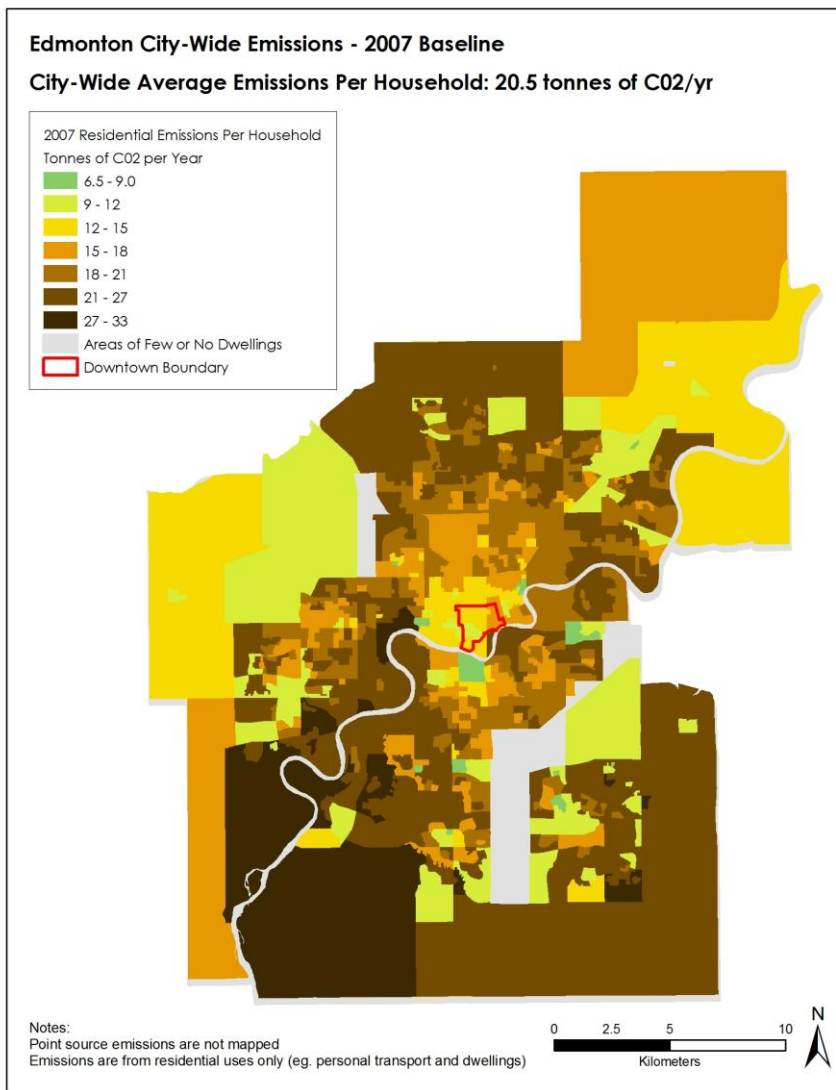 Edmonton City-Wide Emissions - 2007 Baseline
City-Wide Average Emissions Per Household: 20.5 tonnes of C02/yr
2007 Residential Emissions Per Household
Tonnes of C02 per Year
6.5 - 9.0
9 - 12
12 - 15
15 - 18
18 - 21
21 - 27
27 - 33
Areas of Few or No Dwellings
Downtown Boundary
Notes:
Point source emissions are not mapped
Emissions are from residential uses only (eg. personal transport and dwellings)
0 2.5 5 10
Kilometers
N